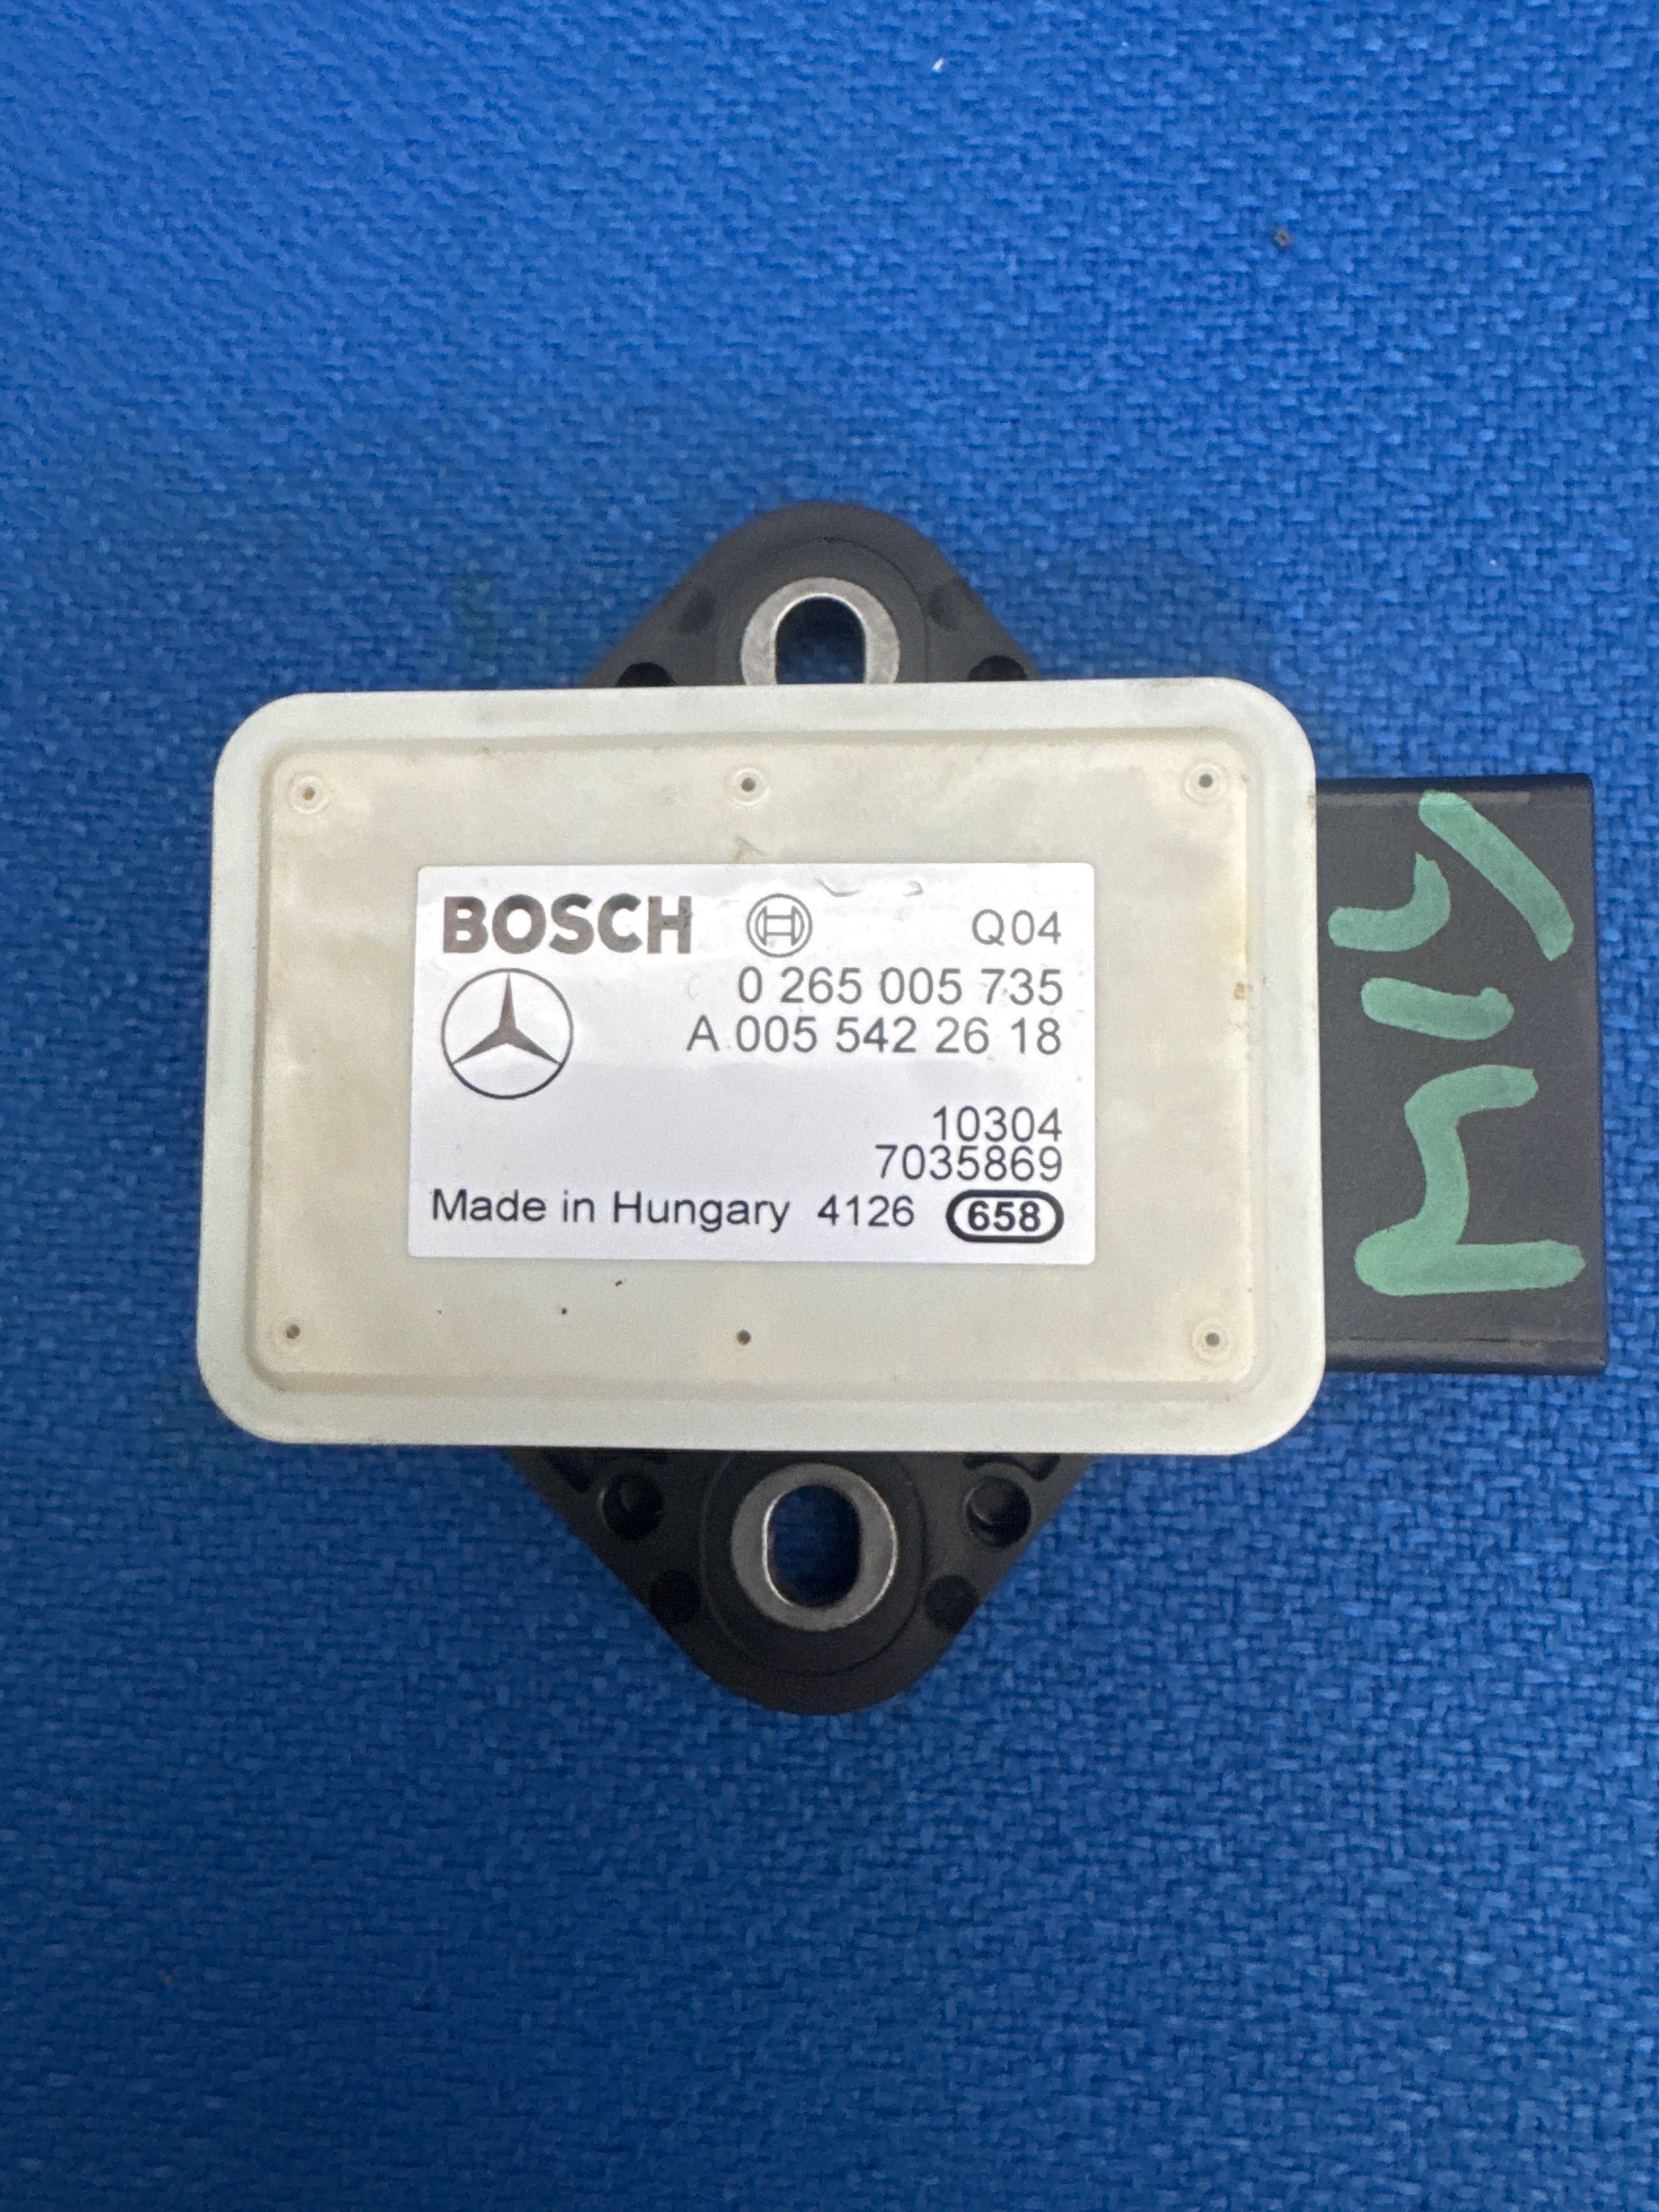 BOSCH Q04
0 265 005 735
A 005 542 26 18
10304
7035869
Made in Hungary 4126 658